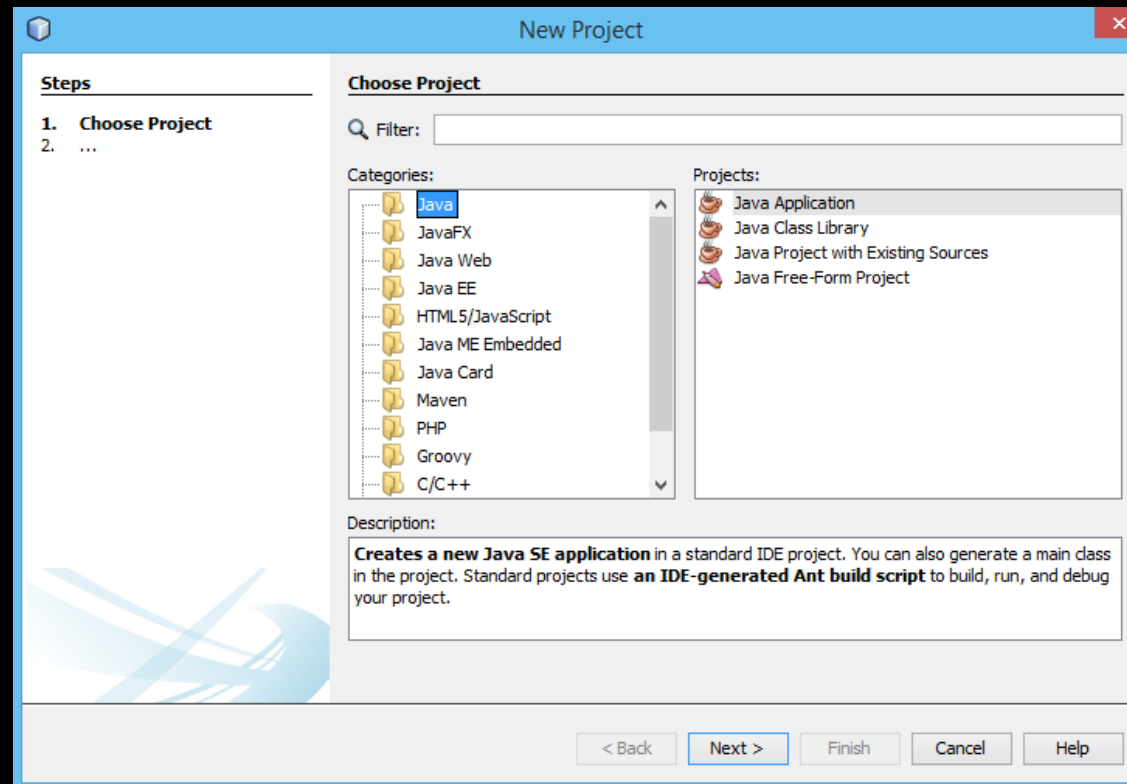 New Project
Steps
1. Choose Project
2. ...
Choose Project
Filter:
Categories:
Java
JavaFX
Java Web
Java EE
HTML5/JavaScript
Java ME Embedded
Java Card
Maven
PHP
Groovy
C/C++
Projects:
Java Application
Java Class Library
Java Project with Existing Sources
Java Free-Form Project
Description:
Creates a new Java SE application in a standard IDE project. You can also generate a main class
in the project. Standard projects use an IDE-generated Ant build script to build, run, and debug
your project.
< Back Next > Finish Cancel Help